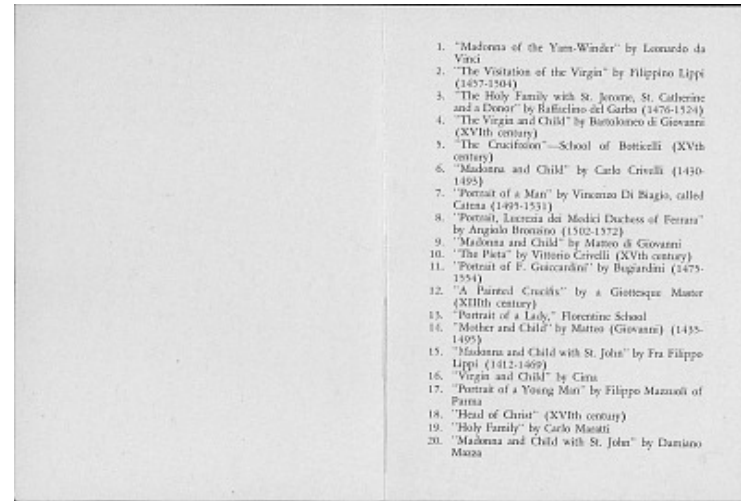 1. "Madonna of the Yarn-Winder" by Leonardo da
Vinci
2. "The Visitation of the Virgin" by Filippino Lippi
(1457-1504)
3. "The Holy Family with St. Jerome, St. Catherine
and a Donor" by Raffaelino del Garbo (1476-1524)
4. "The Virgin and Child" by Bartolomeo di Giovanni
(XVIth century)
5. "The Crucifixion"—School of Botticelli (XVth
century)
6. "Madonna and Child" by Carlo Crivelli (1430-
1493)
7. "Portrait of a Man" by Vincenzo Di Biagio, called
Catena (1495-1531)
8. "Portrait, Lucrezia dei Medici Duchess of Ferrara"
by Angiolo Bronzino (1502-1572)
9. "Madonna and Child" by Matteo di Giovanni
10. "The Pieta" by Vittorio Crivelli (XVth century)
11. "Portrait of F. Guiccardini" by Bugiardini (1475-
1554)
12. "A Painted Crucifix" by a Giottesque Master
(XIIIth century)
13. "Portrait of a Lady," Florentine School
14. "Mother and Child" by Matteo (Giovanni) (1435-
1495)
15. "Madonna and Child with St. John" by Fra Filippo
Lippi (1412-1469)
16. "Virgin and Child" by Cima
17. "Portrait of a Young Man" by Filippo Mazzuoli of
Parma
18. "Head of Christ" (XVIth century)
19. "Holy Family" by Carlo Maratti
20. "Madonna and Child with St. John" by Damiano
Mazza